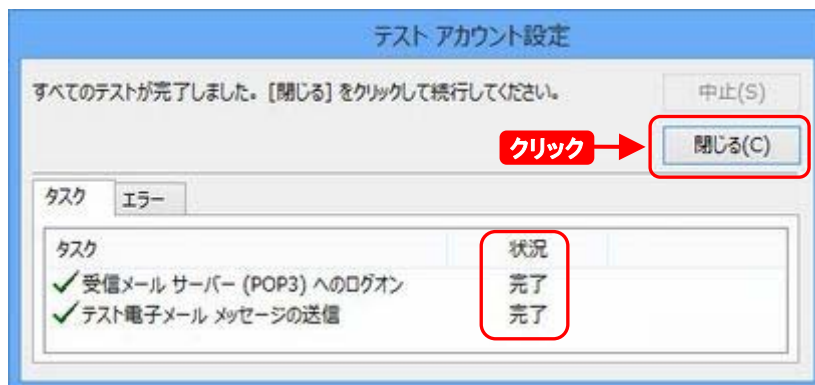 テスト アカウント設定
すべてのテストが完了しました。[閉じる] をクリックして続行してください。
中止(S)
クリック
閉じる(C)
タスク エラー
タスク 状況
受信メール サーバー (POP3) へのログオン 完了
テスト電子メール メッセージの送信 完了